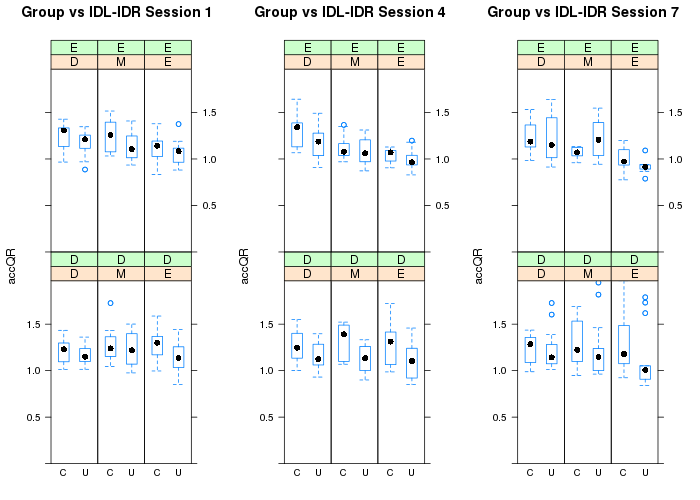 Group vs IDL-IDR Session 1 Group vs IDL-IDR Session 4 Group vs IDL-IDR Session 7
E E E E E E E E E
D M E D M E D M E
1.5 1.5 1.5
1.0 1.0 1.0
0.5 0.5 0.5
D D D D D D D D D
D M E D M E D M E
accQR accQR accQR
1.5 1.5 1.5
1.0 1.0 1.0
0.5 0.5 0.5
C U C U C U C U C U C U C U C U C U